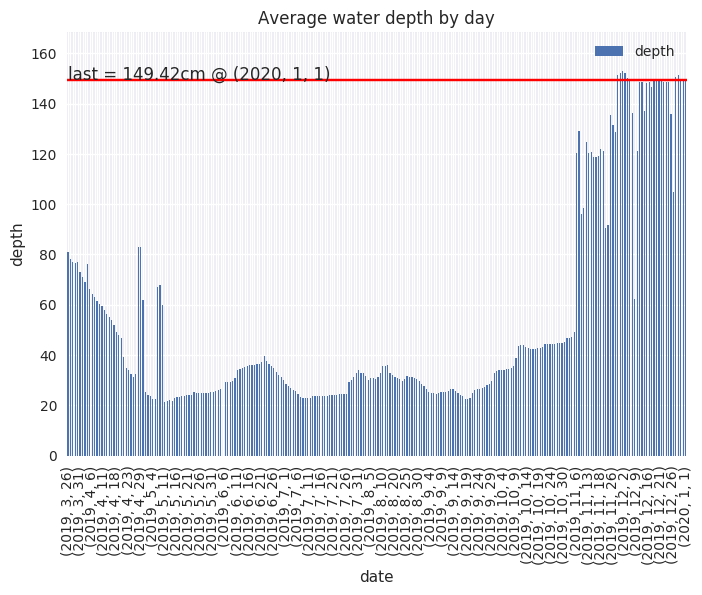 Average water depth by day
depth
last = 149.42cm @ (2020, 1, 1)
160
140
120
100
80
60
40
20
0
depth
(2019, 3, 26)
(2019, 3, 31)
(2019, 4, 6)
(2019, 4, 11)
(2019, 4, 18)
(2019, 4, 23)
(2019, 4, 29)
(2019, 5, 4)
(2019, 5, 11)
(2019, 5, 16)
(2019, 5, 21)
(2019, 5, 26)
(2019, 5, 31)
(2019, 6, 6)
(2019, 6, 11)
(2019, 6, 16)
(2019, 6, 21)
(2019, 6, 26)
(2019, 7, 1)
(2019, 7, 6)
(2019, 7, 11)
(2019, 7, 16)
(2019, 7, 21)
(2019, 7, 26)
(2019, 7, 31)
(2019, 8, 5)
(2019, 8, 10)
(2019, 8, 20)
(2019, 8, 25)
(2019, 8, 30)
(2019, 9, 4)
(2019, 9, 9)
(2019, 9, 14)
(2019, 9, 19)
(2019, 9, 24)
(2019, 9, 29)
(2019, 10, 4)
(2019, 10, 9)
(2019, 10, 14)
(2019, 10, 19)
(2019, 10, 24)
(2019, 10, 30)
(2019, 11, 6)
(2019, 11, 13)
(2019, 11, 18)
(2019, 11, 26)
(2019, 12, 2)
(2019, 12, 9)
(2019, 12, 16)
(2019, 12, 21)
(2019, 12, 26)
(2020, 1, 1)
date